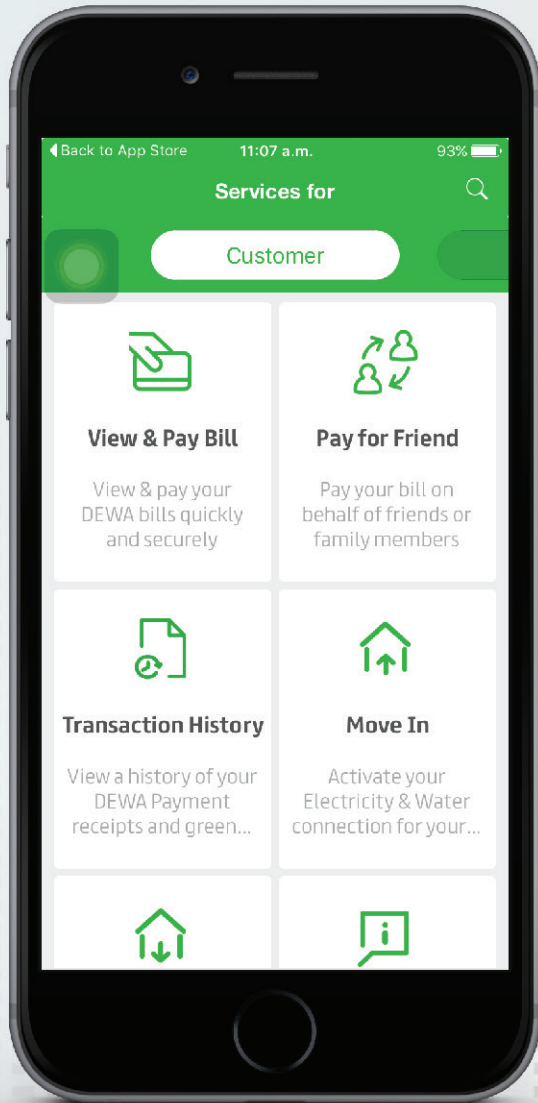 Back to App Store 11:07 a.m. 93%
Services for
Customer
View & Pay Bill
View & pay your
DEWA bills quickly
and securely
Pay for Friend
Pay your bill on
behalf of friends or
family members
Transaction History
View a history of your
DEWA Payment
receipts and green...
Move In
Activate your
Electricity & Water
connection for your...